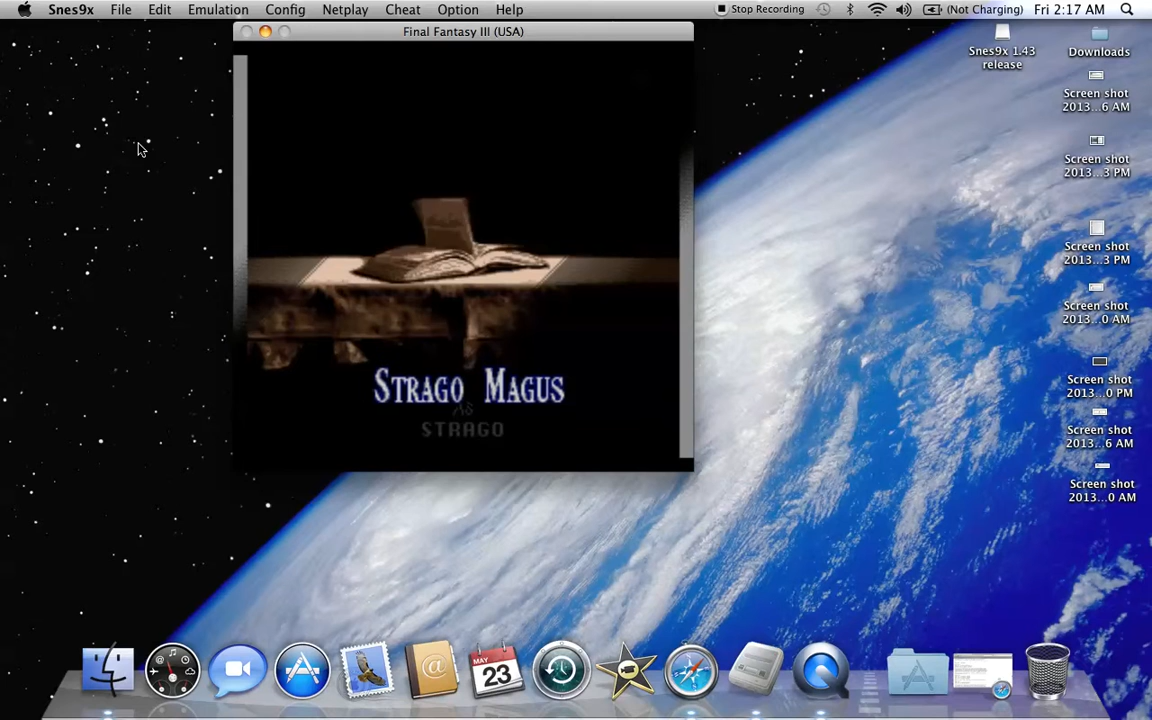 Snes9x File Edit Emulation Config Netplay Cheat Option Help Stop Recording (Not Charging) Fri 2:17 AM
Final Fantasy III (USA)
Snes9x 1.43
release
Downloads
Screen shot
2013...6 AM
Screen shot
2013...3 PM
Screen shot
2013...3 PM
Screen shot
2013...0 AM
Screen shot
2013...0 PM
Screen shot
2013...6 AM
Screen shot
2013...0 AM
STRAGO MAGUS
AS
STRAGO
MAY
23